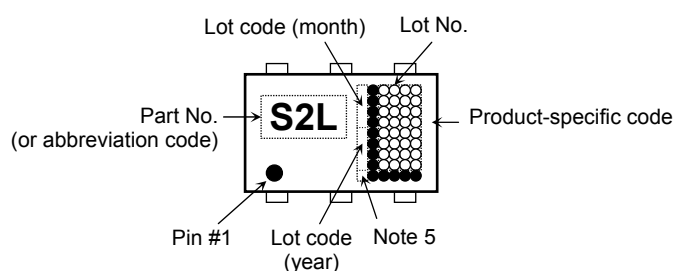 Lot code (month)
Lot No.
Part No.
(or abbreviation code)
S2L
Product-specific code
Pin #1
Lot code
(year)
Note 5